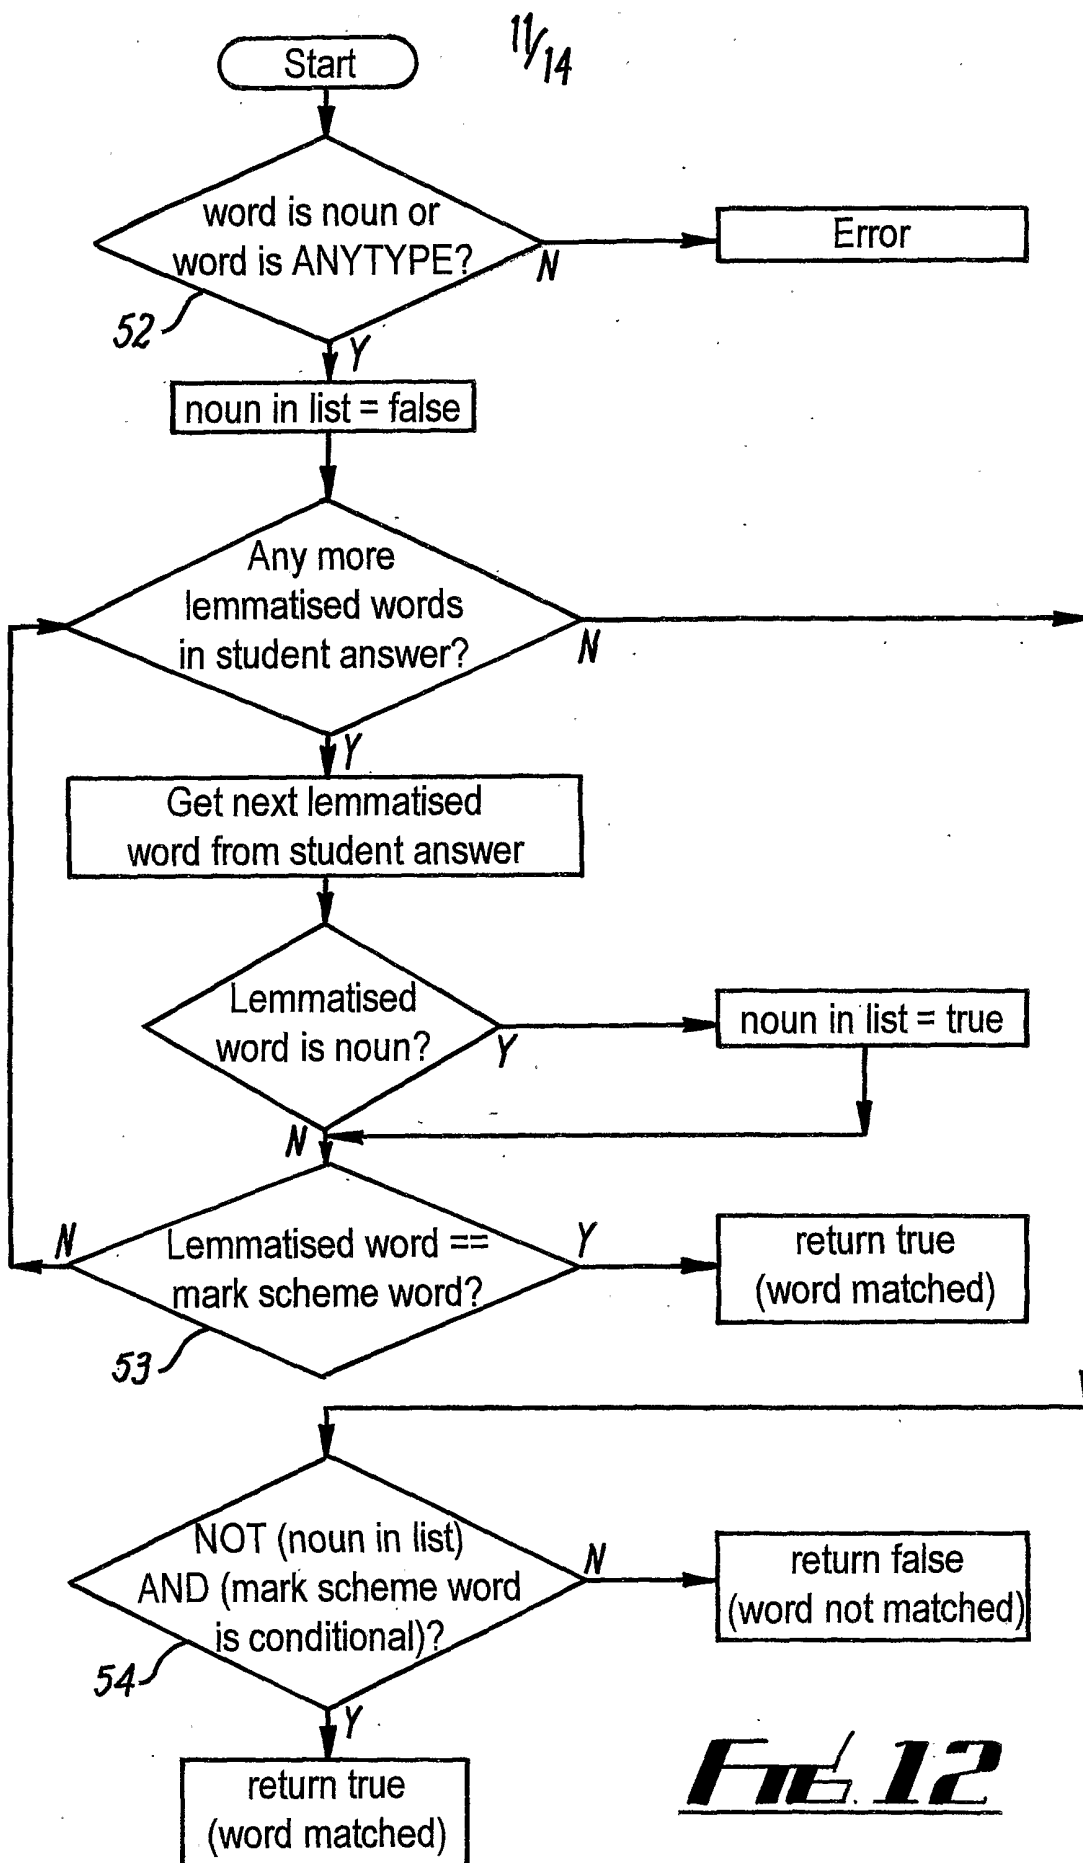 11/14
Start
word is noun or
word is ANYTYPE?
N
Error
52
Y
noun in list = false
Any more
lemmatised words
in student answer?
N
Y
Get next lemmatised
word from student answer
Lemmatised
word is noun?
Y
noun in list = true
N
N
Lemmatised word ==
mark scheme word?
Y
return true
(word matched)
53
NOT (noun in list)
AND (mark scheme word
is conditional)?
N
return false
(word not matched)
54
Y
return true
(word matched)
FIG. 12